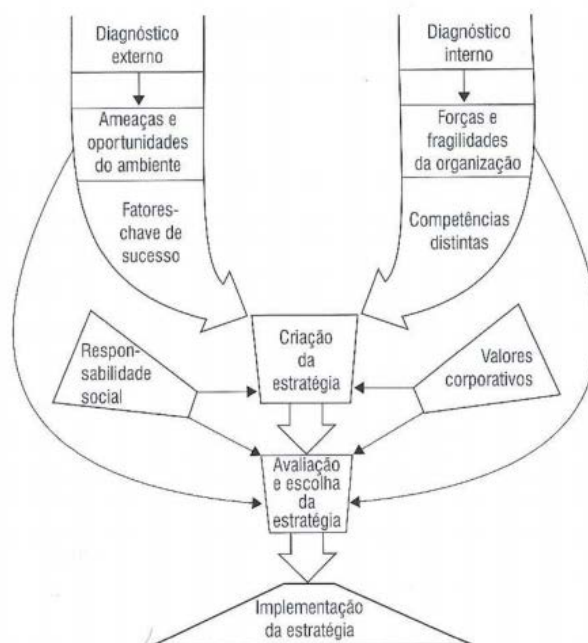 Diagnóstico
externo
Diagnóstico
interno
Ameaças e
oportunidades
do ambiente
Forças e
fragilidades
da organização
Fatores-
chave de
sucesso
Competências
distintas
Criação
da
estratégia
Respon-
sabilidade
social
Valores
corporativos
Avaliação
e escolha
da
estratégia
Implementação
da estratégia